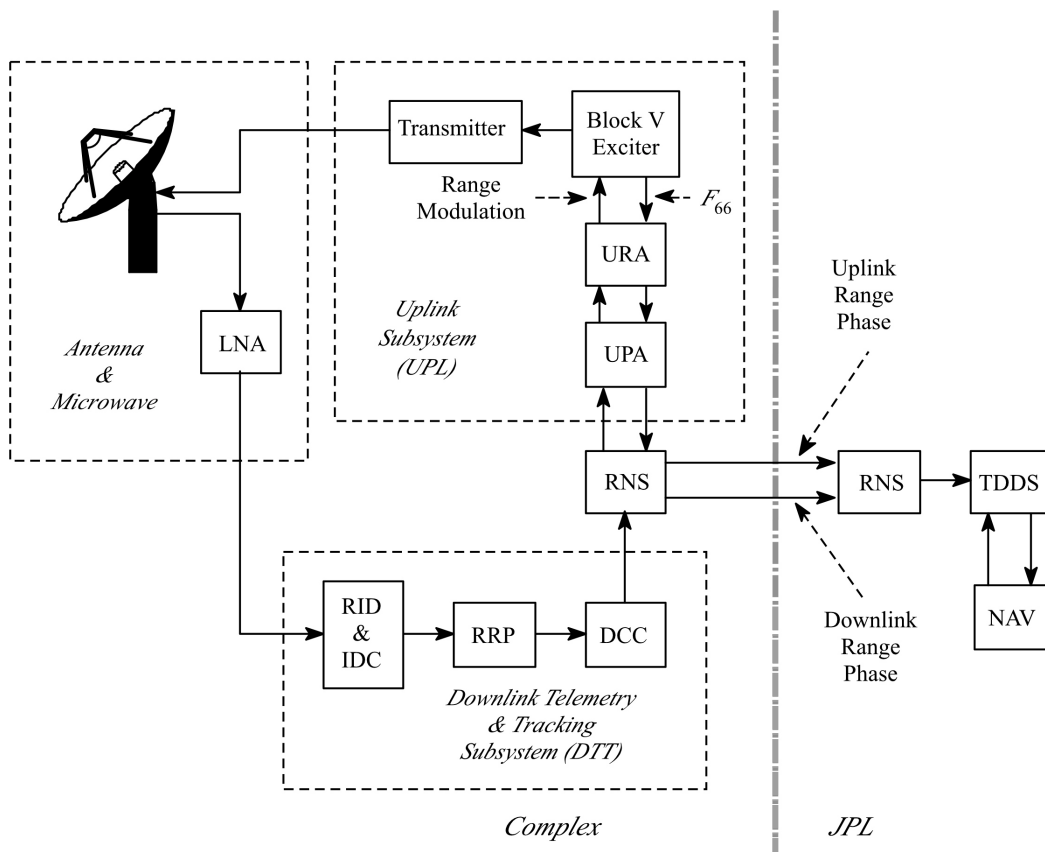 Transmitter
Block V
Exciter
Range
Modulation
F66
URA
Uplink
Range
Phase
Uplink
Subsystem
(UPL)
UPA
LNA
Antenna
&
Microwave
RNS
RNS
TDDS
RID
&
IDC
RRP
DCC
NAV
Downlink
Range
Phase
Downlink Telemetry
& Tracking
Subsystem (DTT)
Complex
JPL